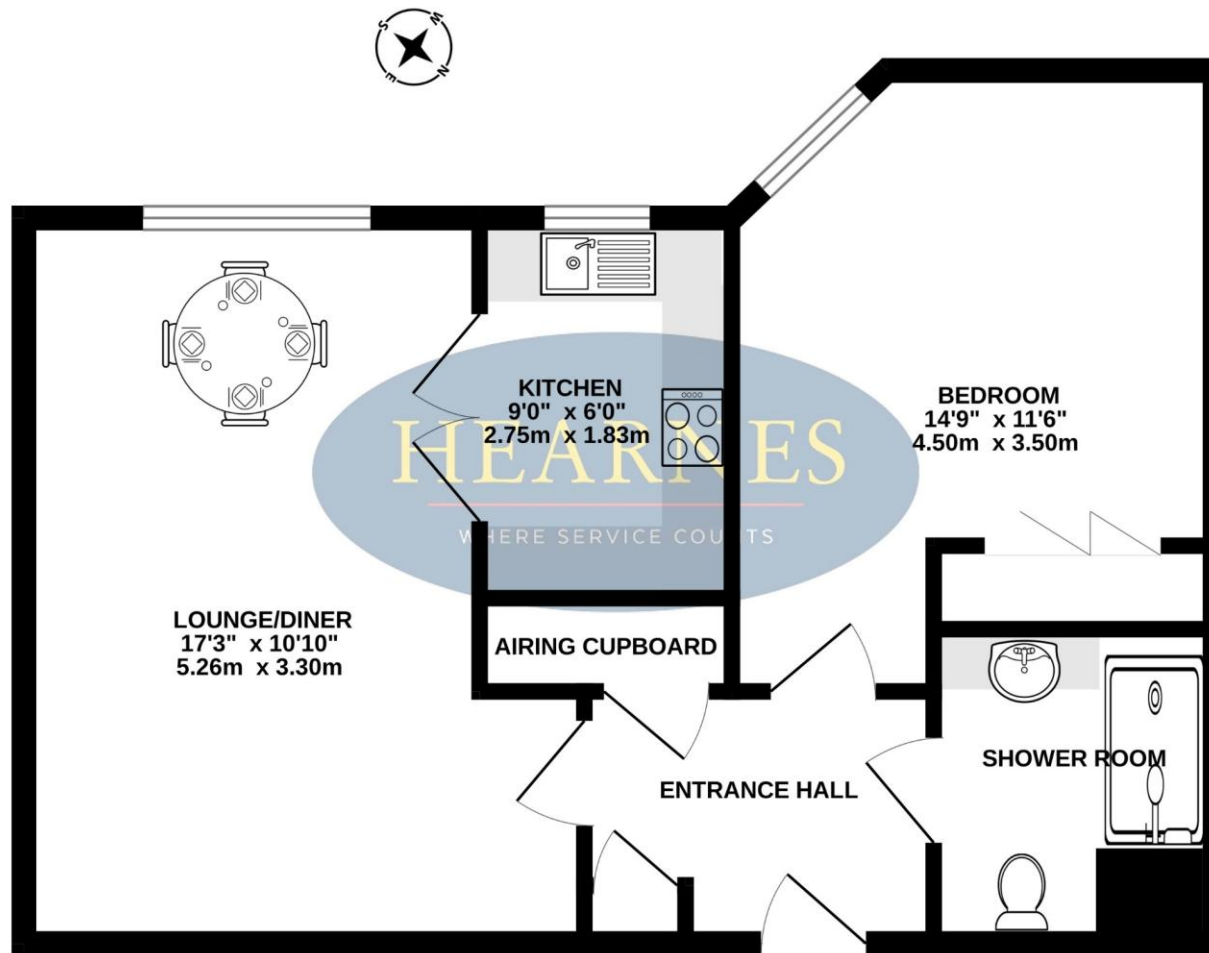 S
W
E
N
KITCHEN
9'0" x 6'0"
2.75m x 1.83m
BEDROOM
14'9" x 11'6"
4.50m x 3.50m
HEARNES
WHERE SERVICE COUNTS
LOUNGE/DINER
17'3" x 10'10"
5.26m x 3.30m
AIRING CUPBOARD
SHOWER ROOM
ENTRANCE HALL